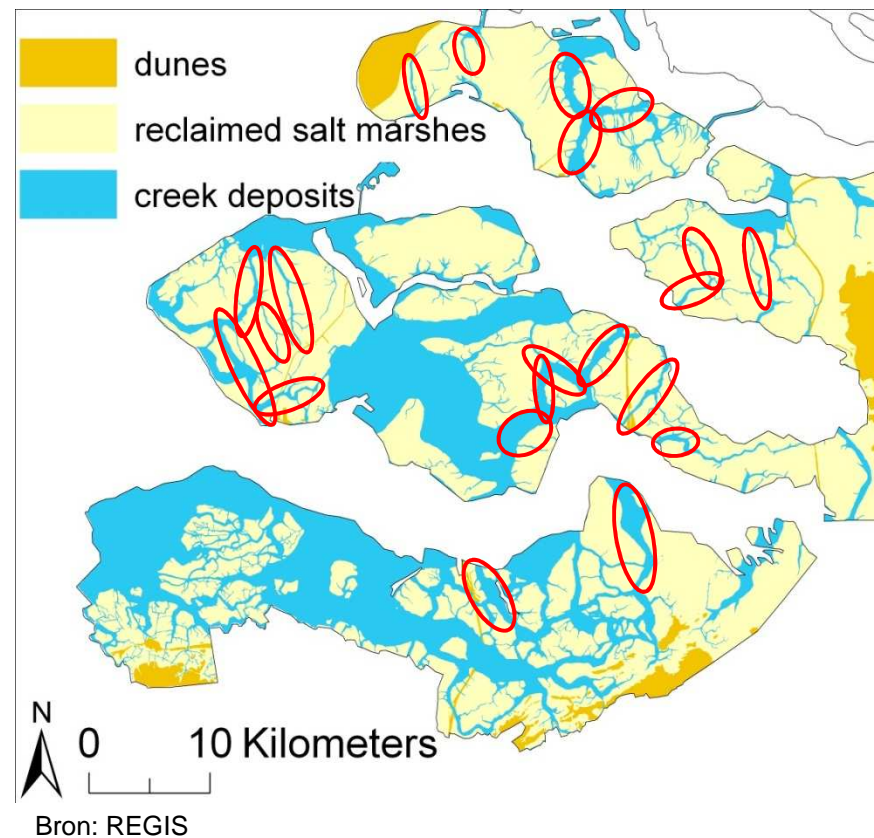 dunes
reclaimed salt marshes
creek deposits
N
0 10 Kilometers
Bron: REGIS